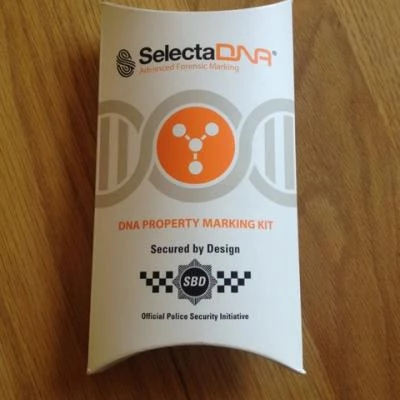 SelectaDNA®
Advanced Forensic Marking
DNA PROPERTY MARKING KIT
Secured by Design
SBD
Official Police Security Initiative